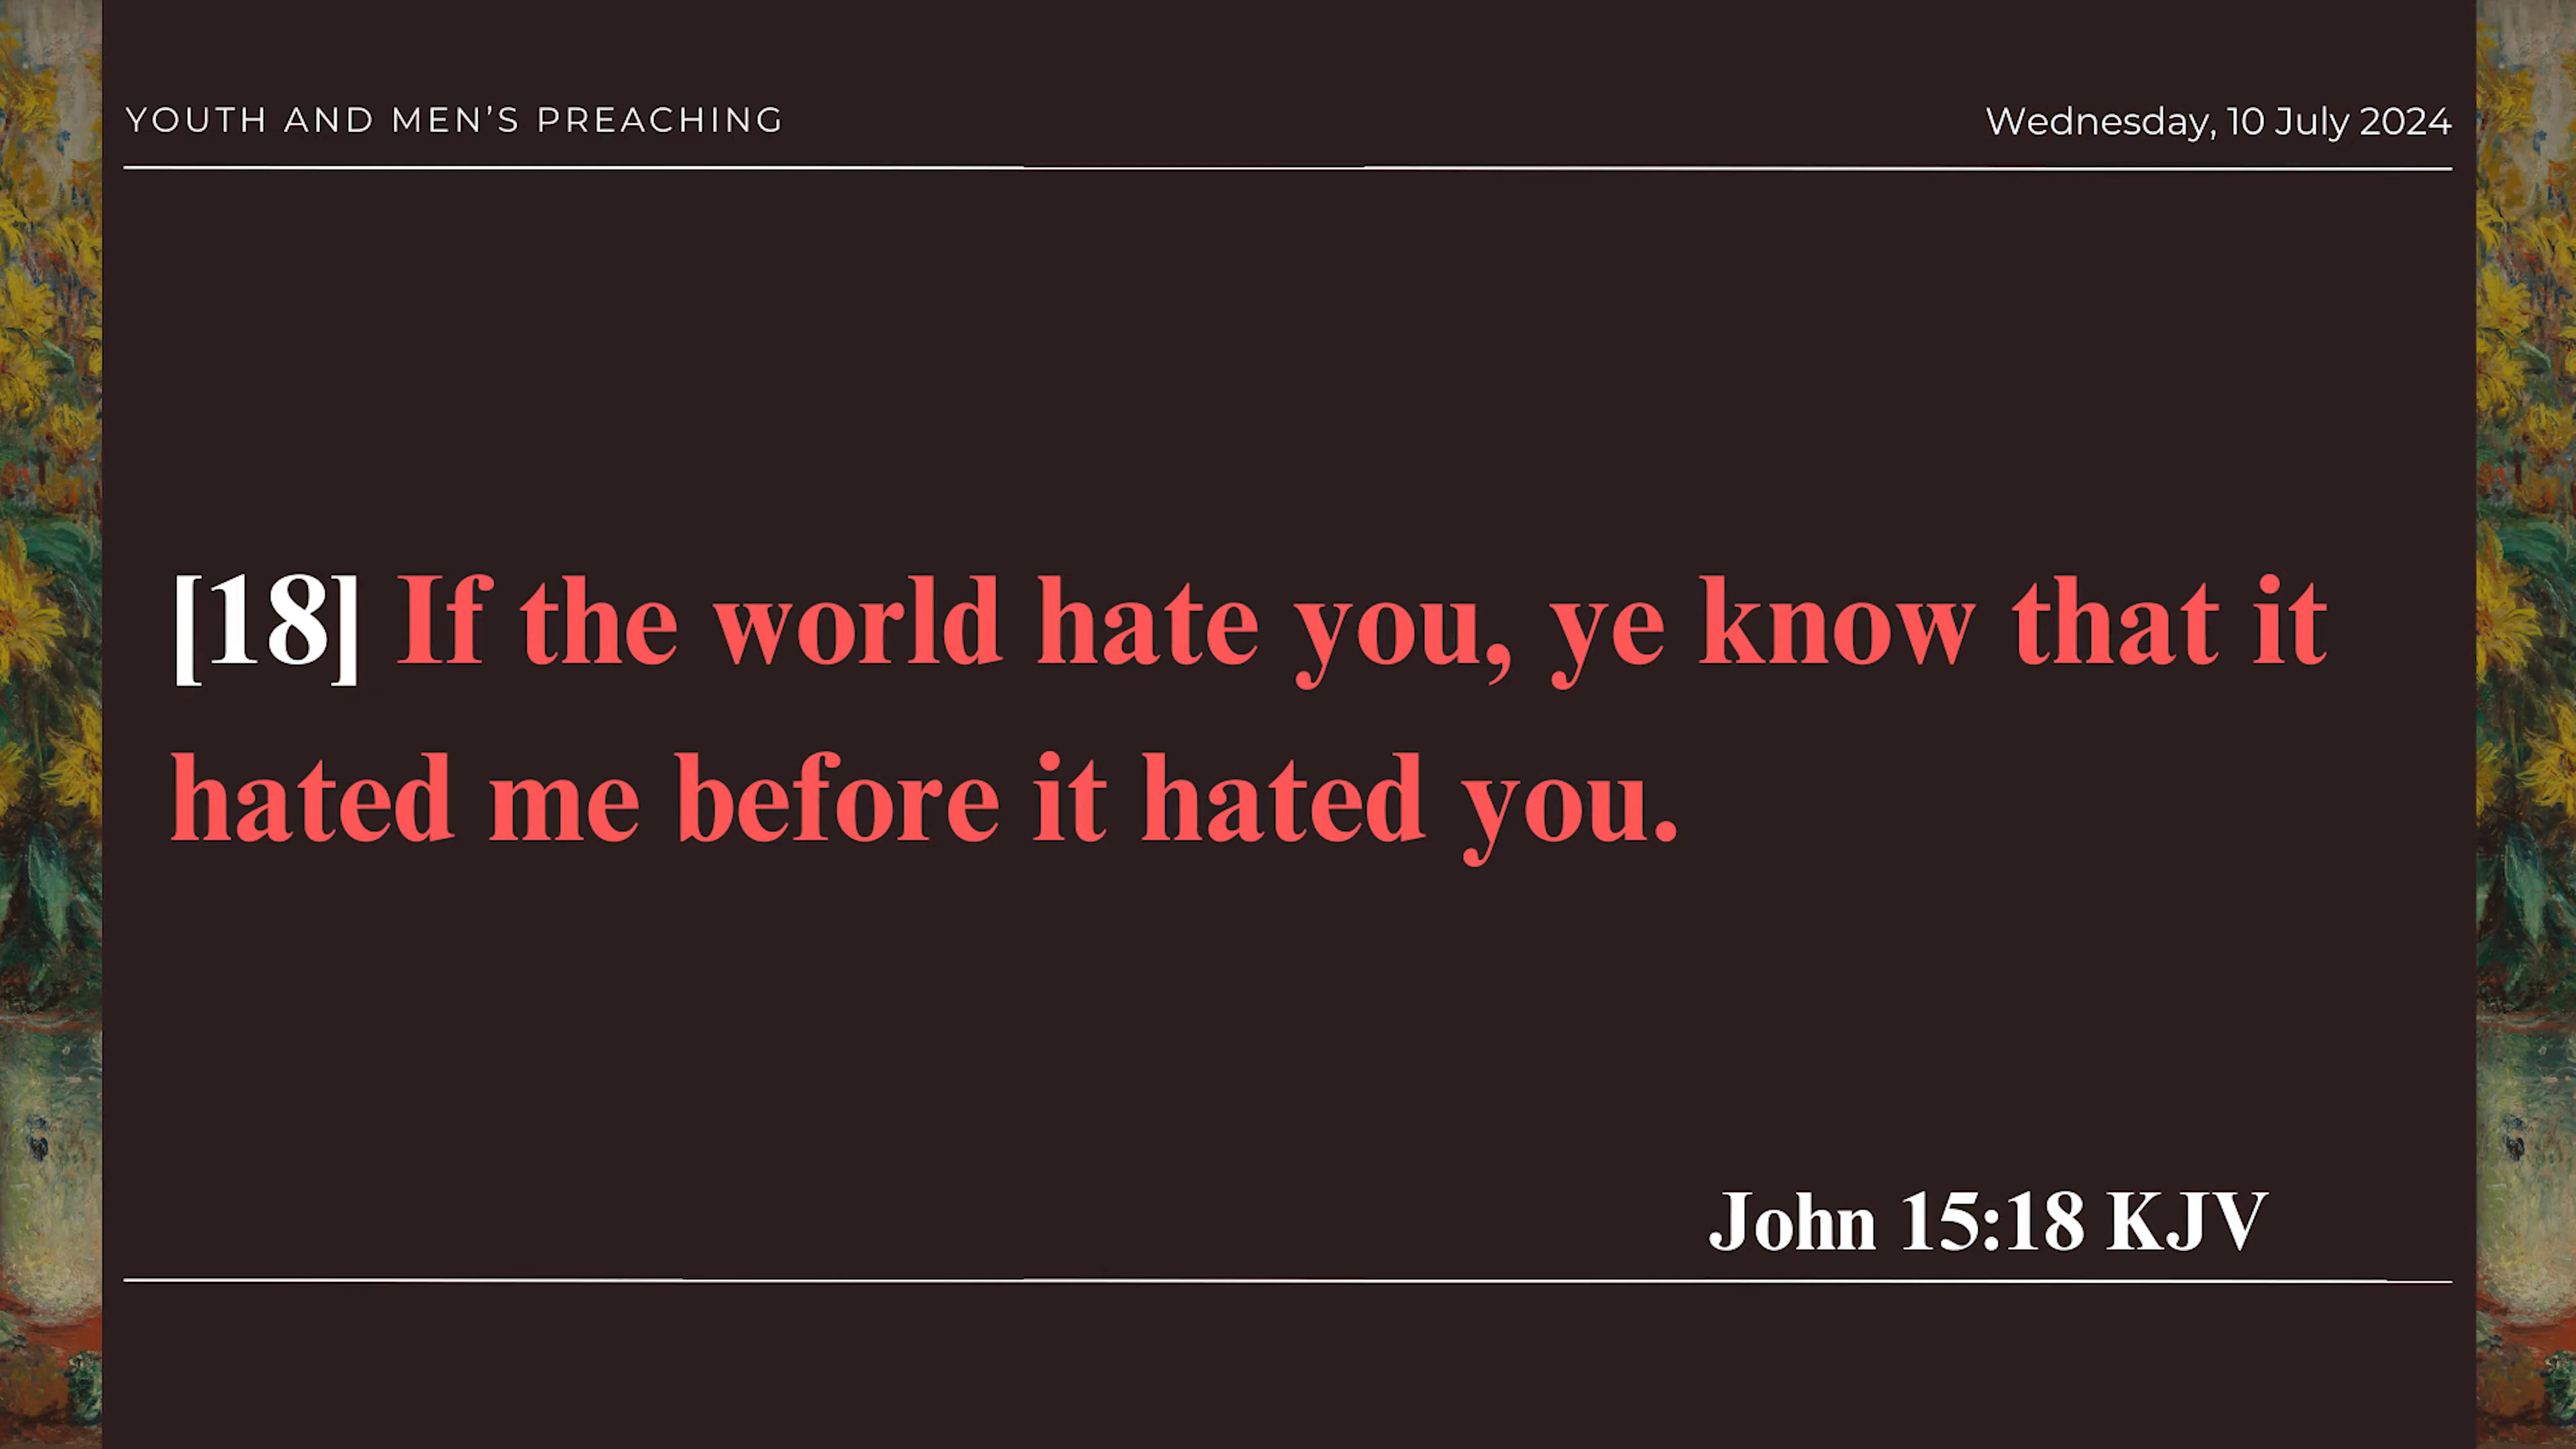 YOUTH AND MEN’S PREACHING
Wednesday, 10 July 2024
[18] If the world hate you, ye know that it
hated me before it hated you.
John 15:18 KJV